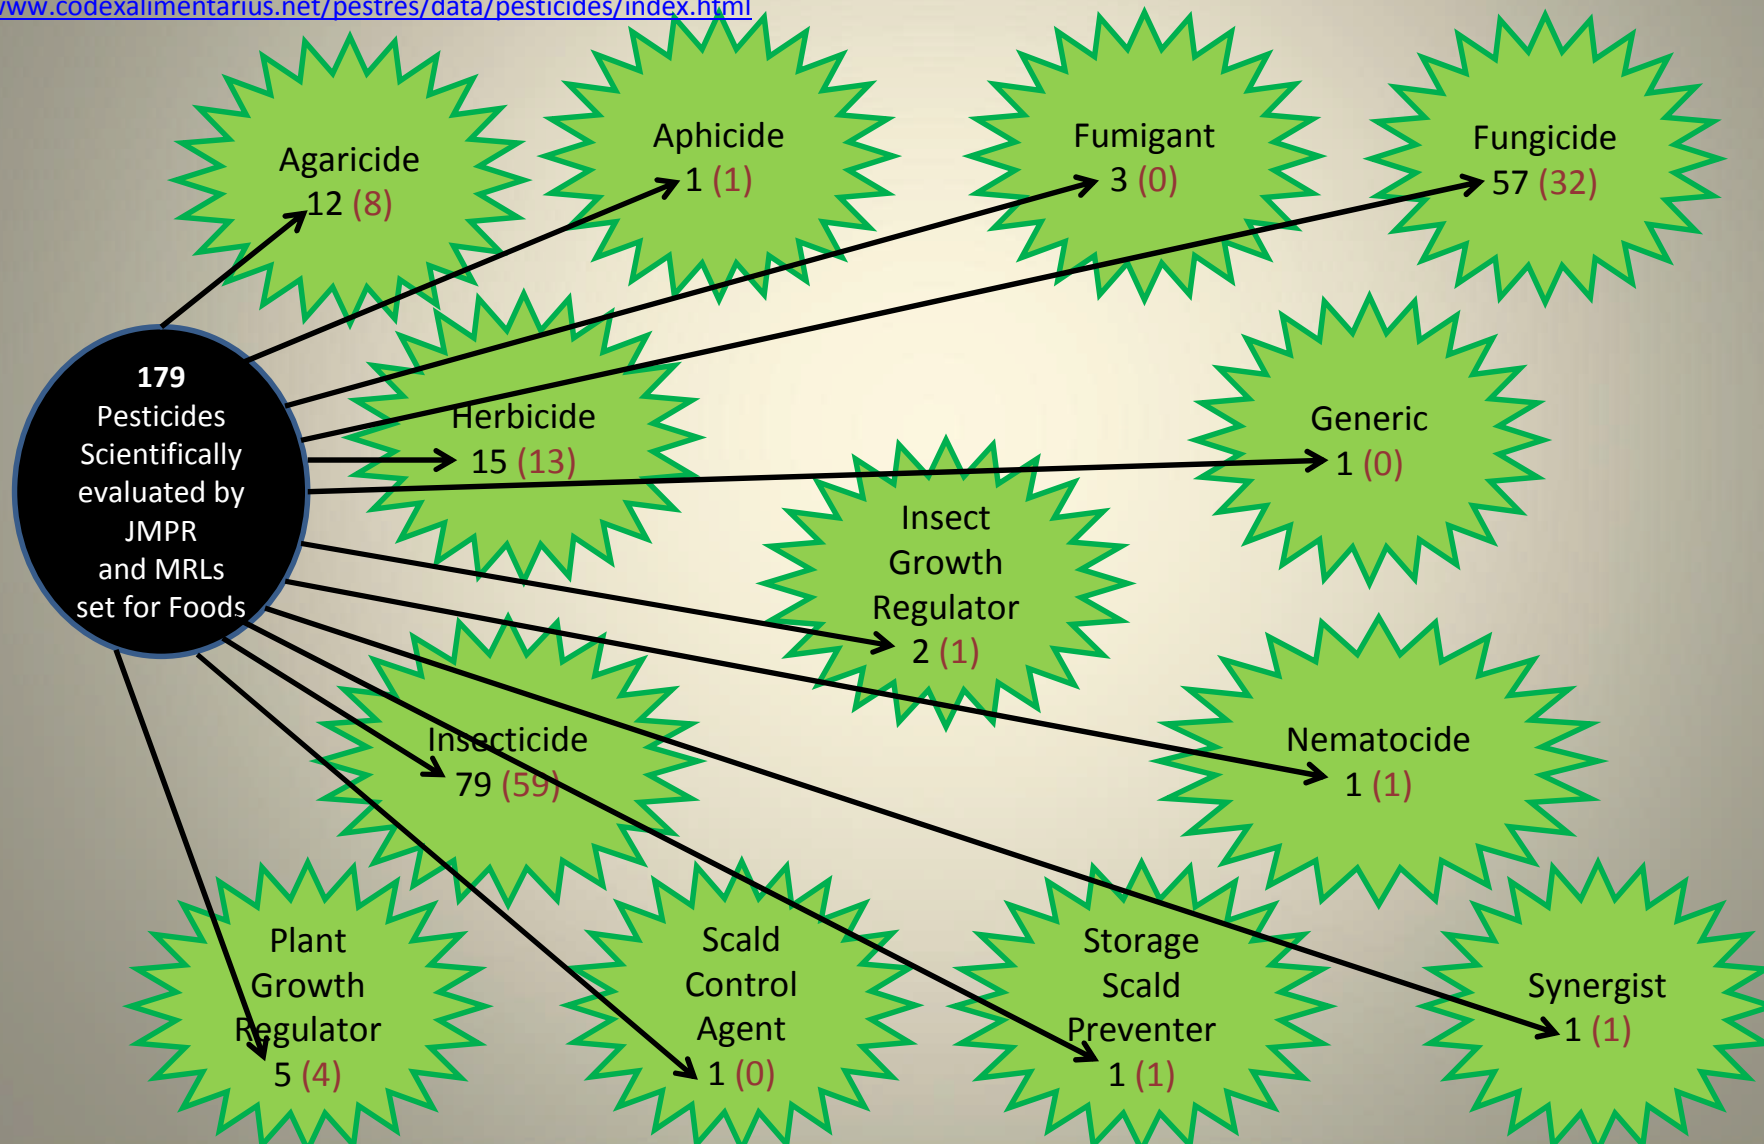 www.codexalimentarius.net/pestres/data/pesticides/index.html
Agaricide
12 (8)
Aphicide
1 (1)
Fumigant
3 (0)
Fungicide
57 (32)
179
Pesticides
Scientifically
evaluated by
JMPR
and MRLs
set for Foods
Herbicide
15 (13)
Generic
1 (0)
Insect
Growth
Regulator
2 (1)
Insecticide
79 (59)
Nematocide
1 (1)
Plant
Growth
Regulator
5 (4)
Scald
Control
Agent
1 (0)
Storage
Scald
Preventer
1 (1)
Synergist
1 (1)